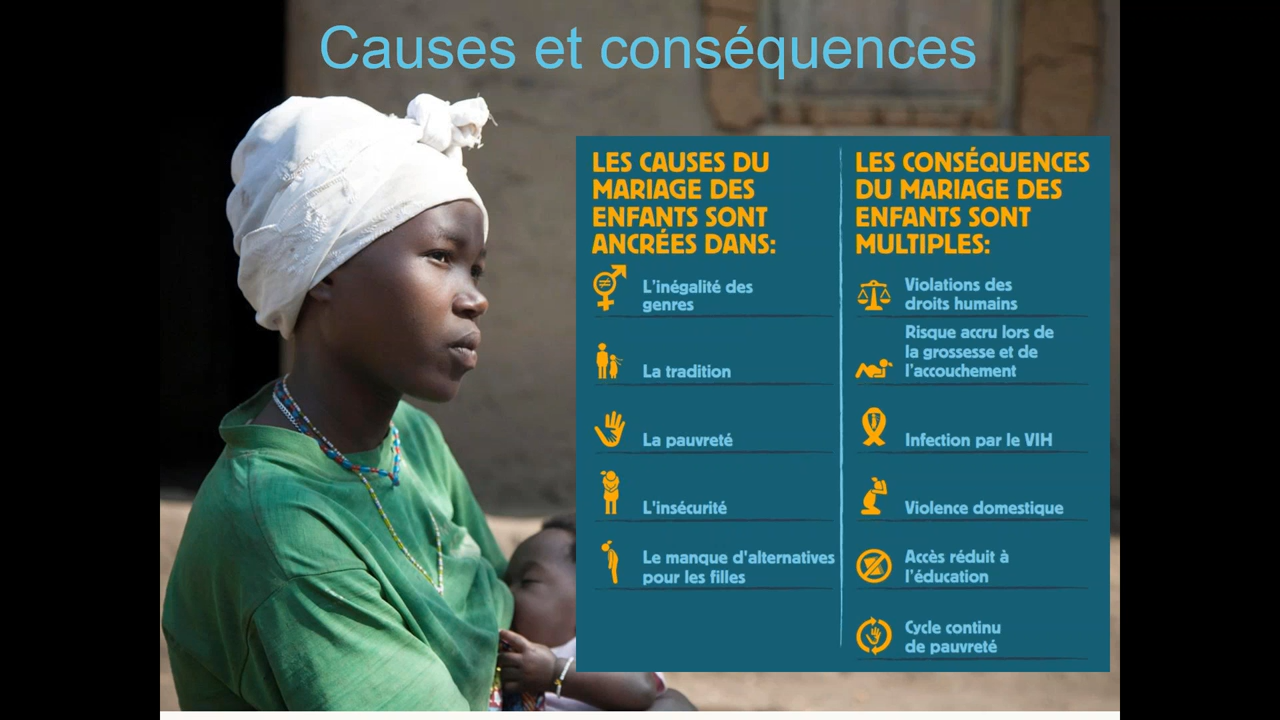 Causes et conséquences
LES CAUSES DU
MARIAGE DES
ENFANTS SONT
ANCRÉES DANS:
L'inégalité des
genres
La tradition
La pauvreté
L'insécurité
Le manque d'alternatives
pour les filles
LES CONSÉQUENCES
DU MARIAGE DES
ENFANTS SONT
MULTIPLES:
Violations des
droits humains
Risque accru lors de
la grossesse et de
l'accouchement
Infection par le VIH
Violence domestique
Accès réduit à
l'éducation
Cycle continu
de pauvreté